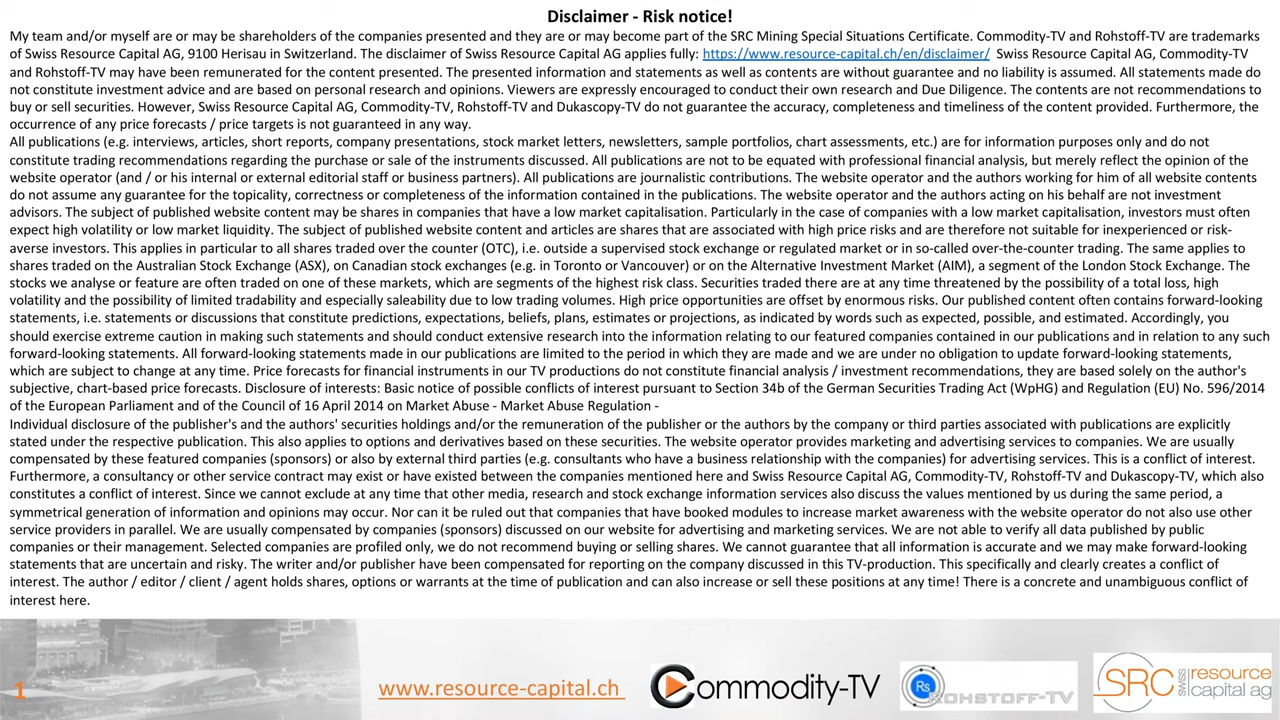 Disclaimer - Risk notice!
My team and/or myself are or may be shareholders of the companies presented and they are or may become part of the SRC Mining Special Situations Certificate. Commodity-TV and Rohstoff-TV are trademarks
of Swiss Resource Capital AG, 9100 Herisau in Switzerland. The disclaimer of Swiss Resource Capital AG applies fully: https://www.resource-capital.ch/en/disclaimer/ Swiss Resource Capital AG, Commodity-TV
and Rohstoff-TV may have been remunerated for the content presented. The presented information and statements as well as contents are without guarantee and no liability is assumed. All statements made do
not constitute investment advice and are based on personal research and opinions. Viewers are expressly encouraged to conduct their own research and Due Diligence. The contents are not recommendations to
buy or sell securities. However, Swiss Resource Capital AG, Commodity-TV, Rohstoff-TV and Dukascopy-TV do not guarantee the accuracy, completeness and timeliness of the content provided. Furthermore, the
occurrence of any price forecasts / price targets is not guaranteed in any way.
All publications (e.g. interviews, articles, short reports, company presentations, stock market letters, newsletters, sample portfolios, chart assessments, etc.) are for information purposes only and do not
constitute trading recommendations regarding the purchase or sale of the instruments discussed. All publications are not to be equated with professional financial analysis, but merely reflect the opinion of the
website operator (and / or his internal or external editorial staff or business partners). All publications are journalistic contributions. The website operator and the authors working for him of all website contents
do not assume any guarantee for the topicality, correctness or completeness of the information contained in the publications. The website operator and the authors acting on his behalf are not investment
advisors. The subject of published website content may be shares in companies that have a low market capitalisation. Particularly in the case of companies with a low market capitalisation, investors must often
expect high volatility or low market liquidity. The subject of published website content and articles are shares that are associated with high price risks and are therefore not suitable for inexperienced or risk-
averse investors. This applies in particular to all shares traded over the counter (OTC), i.e. outside a supervised stock exchange or regulated market or in so-called over-the-counter trading. The same applies to
shares traded on the Australian Stock Exchange (ASX), on Canadian stock exchanges (e.g. in Toronto or Vancouver) or on the Alternative Investment Market (AIM), a segment of the London Stock Exchange. The
stocks we analyse or feature are often traded on one of these markets, which are segments of the highest risk class. Securities traded there are at any time threatened by the possibility of a total loss, high
volatility and the possibility of limited tradability and especially saleability due to low trading volumes. High price opportunities are offset by enormous risks. Our published content often contains forward-looking
statements, i.e. statements or discussions that constitute predictions, expectations, beliefs, plans, estimates or projections, as indicated by words such as expected, possible, and estimated. Accordingly, you
should exercise extreme caution in making such statements and should conduct extensive research into the information relating to our featured companies contained in our publications and in relation to any such
forward-looking statements. All forward-looking statements made in our publications are limited to the period in which they are made and we are under no obligation to update forward-looking statements,
which are subject to change at any time. Price forecasts for financial instruments in our TV productions do not constitute financial analysis / investment recommendations, they are based solely on the author's
subjective, chart-based price forecasts. Disclosure of interests: Basic notice of possible conflicts of interest pursuant to Section 34b of the German Securities Trading Act (WpHG) and Regulation (EU) No. 596/2014
of the European Parliament and of the Council of 16 April 2014 on Market Abuse - Market Abuse Regulation -
Individual disclosure of the publisher's and the authors' securities holdings and/or the remuneration of the publisher or the authors by the company or third parties associated with publications are explicitly
stated under the respective publication. This also applies to options and derivatives based on these securities. The website operator provides marketing and advertising services to companies. We are usually
compensated by these featured companies (sponsors) or also by external third parties (e.g. consultants who have a business relationship with the companies) for advertising services. This is a conflict of interest.
Furthermore, a consultancy or other service contract may exist or have existed between the companies mentioned here and Swiss Resource Capital AG, Commodity-TV, Rohstoff-TV and Dukascopy-TV, which also
constitutes a conflict of interest. Since we cannot exclude at any time that other media, research and stock exchange information services also discuss the values mentioned by us during the same period, a
symmetrical generation of information and opinions may occur. Nor can it be ruled out that companies that have booked modules to increase market awareness with the website operator do not also use other
service providers in parallel. We are usually compensated by companies (sponsors) discussed on our website for advertising and marketing services. We are not able to verify all data published by public
companies or their management. Selected companies are profiled only, we do not recommend buying or selling shares. We cannot guarantee that all information is accurate and we may make forward-looking
statements that are uncertain and risky. The writer and/or publisher have been compensated for reporting on the company discussed in this TV-production. This specifically and clearly creates a conflict of
interest. The author / editor / client / agent holds shares, options or warrants at the time of publication and can also increase or sell these positions at any time! There is a concrete and unambiguous conflict of
interest here.
1
www.resource-capital.ch
Commodity-TV
Rs ROHSTOFF-TV
SRC SWISS resource
capital ag